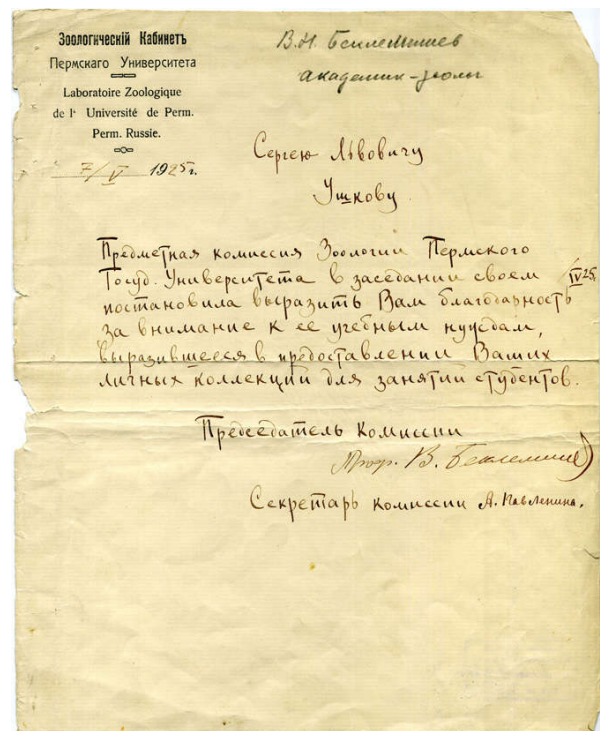 Зоологическій Кабинетъ
Пермскаго Университета
Laboratoire Zoologique
de l' Université de Perm.
Perm. Russie.
7/V 1925 г.
В.Н. Беклемишев
академик-зоолог
Сергею Львовичу
Ушкову.
Предметная комиссия Зоологии Пермского
Госуд. Университета в заседании своем /IV 25.
постановила выразить Вам благодарность
за внимание к ее учебным нуждам,
выразившееся в предоставлении Ваших
личных коллекций для занятий студентов.
Председатель Комиссии
Проф. В. Беклемишев
Секретарь комиссии А. Павленина.